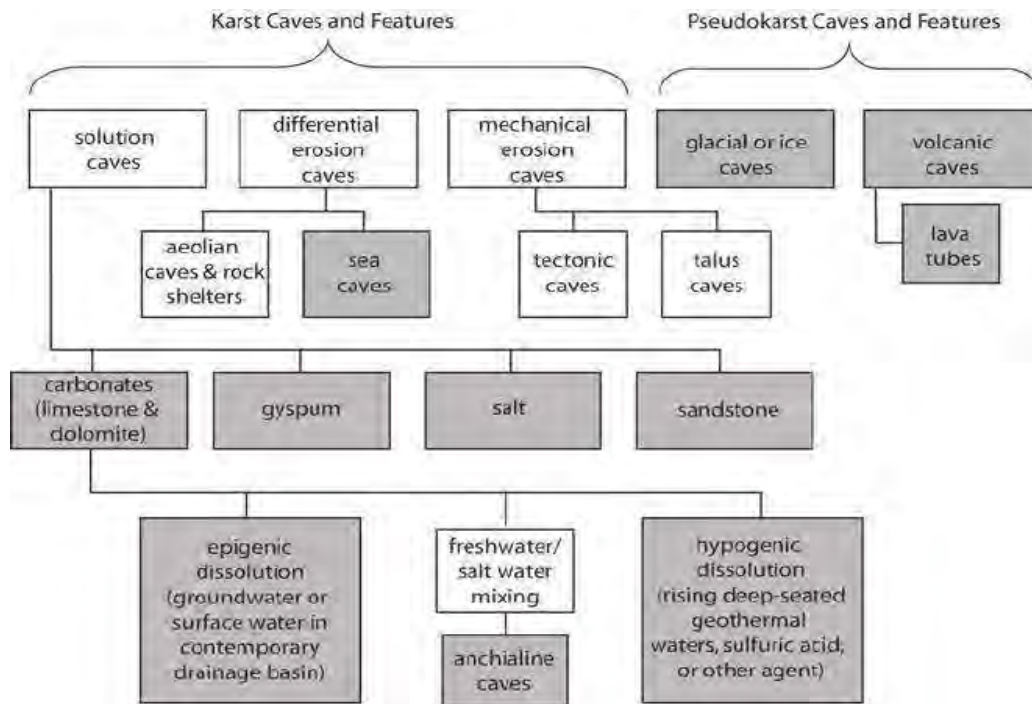 Karst Caves and Features
Pseudokarst Caves and Features
solution
caves
differential
erosion
caves
mechanical
erosion
caves
glacial or ice
caves
volcanic
caves
aeolian
caves & rock
shelters
sea
caves
tectonic
caves
talus
caves
lava
tubes
carbonates
(limestone &
dolomite)
gyspum
salt
sandstone
epigenic
dissolution
(groundwater or
surface water in
contemporary
drainage basin)
freshwater/
salt water
mixing
anchialine
caves
hypogenic
dissolution
(rising deep-seated
geothermal
waters, sulfuric acid,
or other agent)